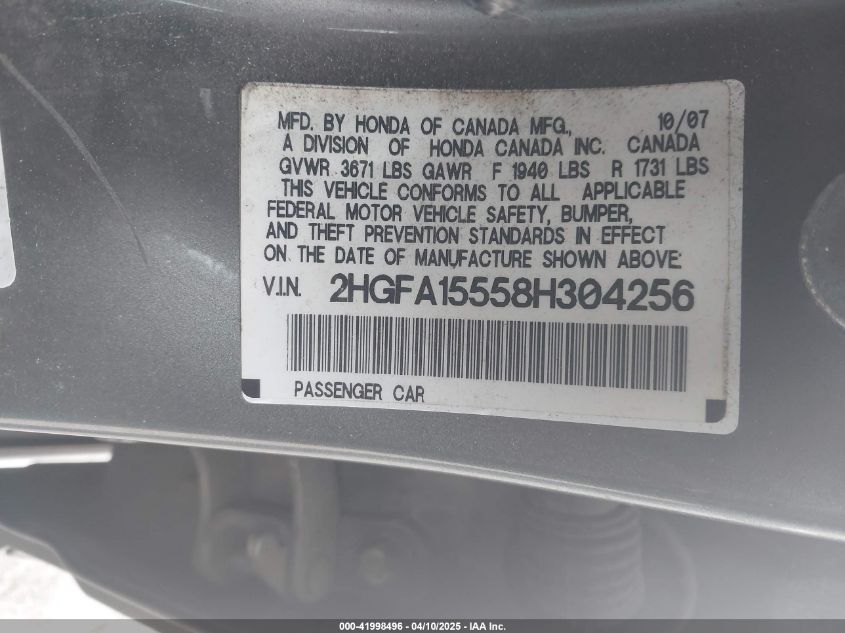 MFD. BY HONDA OF CANADA MFG., 10/07
A DIVISION OF HONDA CANADA INC. CANADA
GVWR 3671 LBS GAWR F 1940 LBS R 1731 LBS
THIS VEHICLE CONFORMS TO ALL APPLICABLE
FEDERAL MOTOR VEHICLE SAFETY, BUMPER,
AND THEFT PREVENTION STANDARDS IN EFFECT
ON THE DATE OF MANUFACTURE SHOWN ABOVE.
V.I.N. 2HGFA15558H304256
PASSENGER CAR
000-41998496 - 04/10/2025 - IAA Inc.